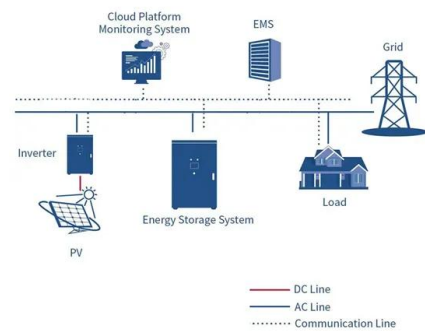 Cloud Platform
Monitoring System
EMS
Grid
Inverter
Energy Storage System
Load
PV
DC Line
AC Line
Communication Line